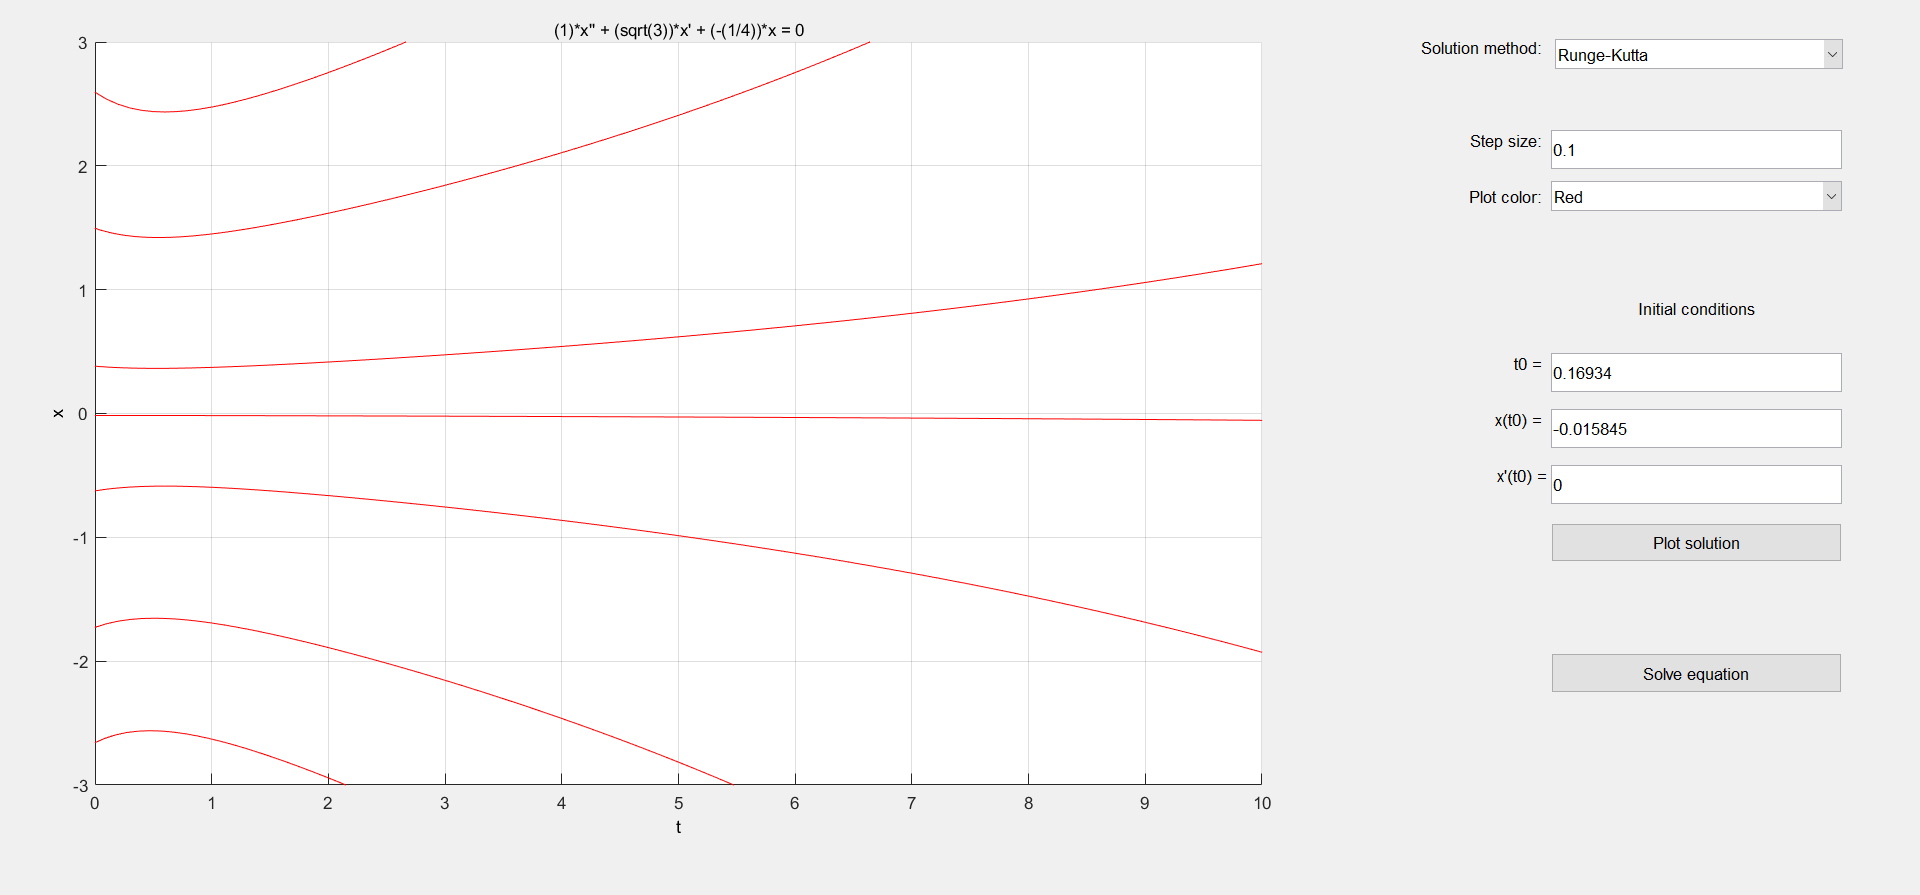 (1)*x" + (sqrt(3))*x' + (-(1/4))*x = 0
3
2
1
0
-1
-2
-3
x
0 1 2 3 4 5 6 7 8 9 10
t
Solution method: Runge-Kutta
Step size: 0.1
Plot color: Red
Initial conditions
t0 = 0.16934
x(t0) = -0.015845
x'(t0) = 0
Plot solution
Solve equation